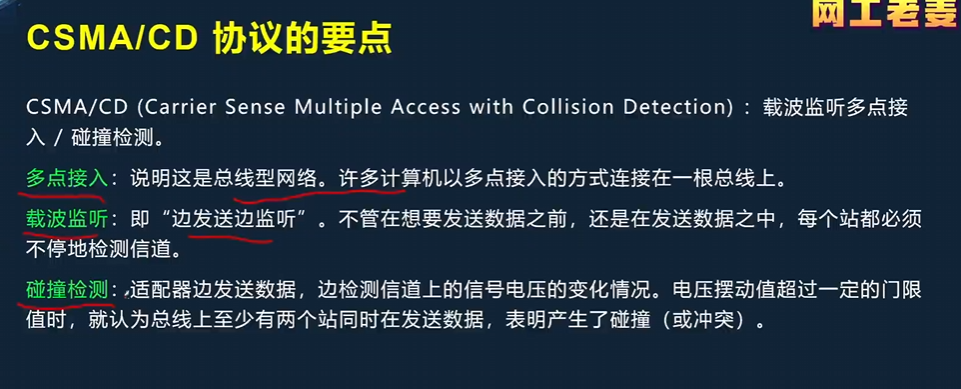 网工老麦
CSMA/CD 协议的要点
CSMA/CD (Carrier Sense Multiple Access with Collision Detection) ：载波监听多点接
入 / 碰撞检测。
多点接入：说明这是总线型网络。许多计算机以多点接入的方式连接在一根总线上。
载波监听：即“边发送边监听”。不管在想要发送数据之前，还是在发送数据之中，每个站都必须
不停地检测信道。
碰撞检测：适配器边发送数据，边检测信道上的信号电压的变化情况。电压摆动值超过一定的门限
值时，就认为总线上至少有两个站同时在发送数据，表明产生了碰撞（或冲突）。